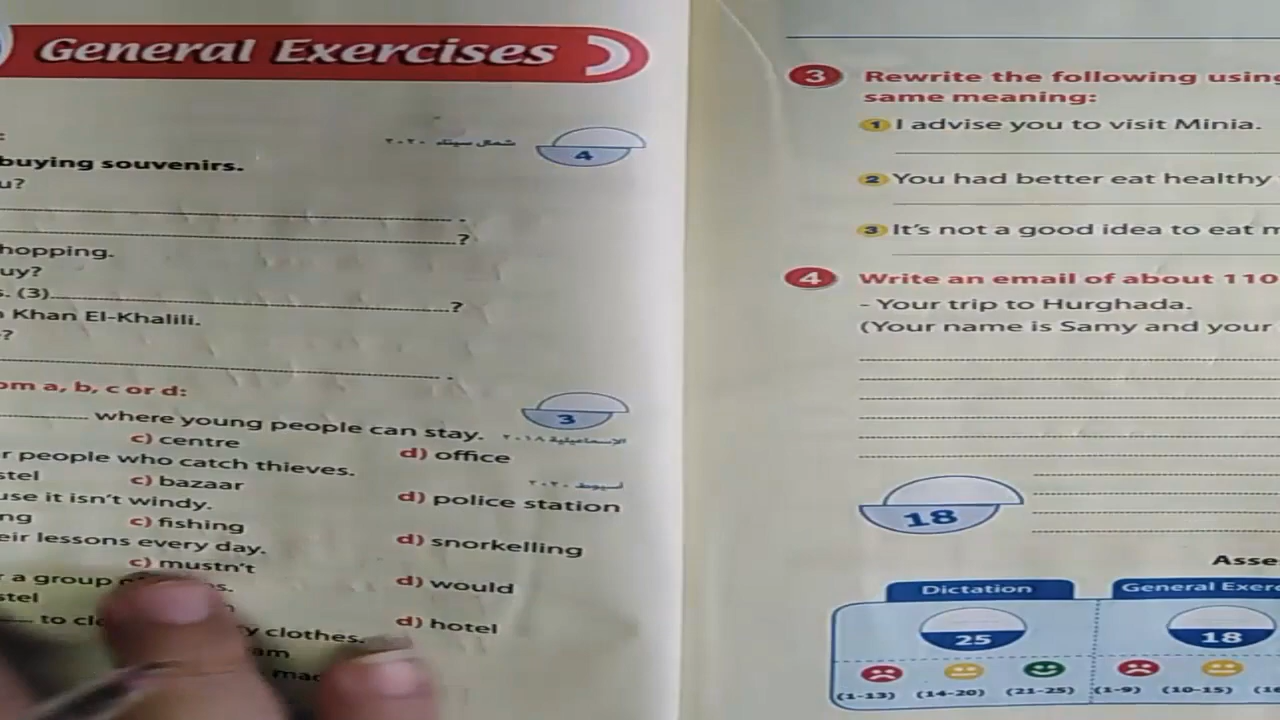 General Exercises
شمال سيناء ٢٠٢٠
4
buying souvenirs.
u?
.
?
hopping.
uy?
s. (3) ?
Khan El-Khalili.
?
.
om a, b, c or d:
3
where young people can stay.
الإسماعيلية ٢٠١٨
c) centre d) office
r people who catch thieves.
أسيوط ٢٠٢٠
stel c) bazaar d) police station
use it isn't windy.
ng c) fishing d) snorkelling
eir lessons every day.
c) mustn't d) would
a group
stel d) hotel
to clothes.
am
3 Rewrite the following using
same meaning:
1 I advise you to visit Minia.
2 You had better eat healthy
3 It's not a good idea to eat
4 Write an email of about 110
- Your trip to Hurghada.
(Your name is Samy and your
18
Asse
Dictation General Exerc
25 18
(1-13) (14-20) (21-25) (1-9) (10-15) (16